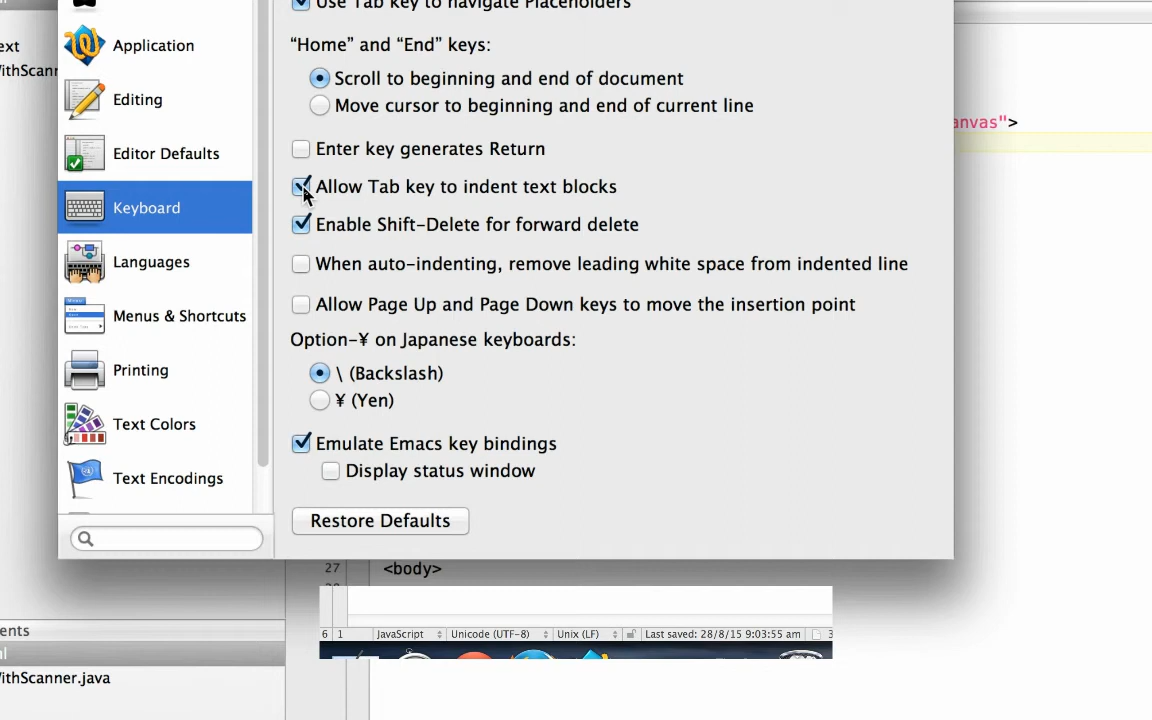 Use Tab key to navigate Placeholders
ext
Application
“Home” and “End” keys:
ithScann
Scroll to beginning and end of document
Editing
Move cursor to beginning and end of current line
anvas">
Editor Defaults
Enter key generates Return
Allow Tab key to indent text blocks
Keyboard
Enable Shift-Delete for forward delete
Languages
When auto-indenting, remove leading white space from indented line
Menus & Shortcuts
Allow Page Up and Page Down keys to move the insertion point
Option-¥ on Japanese keyboards:
Printing
\ (Backslash)
¥ (Yen)
Text Colors
Emulate Emacs key bindings
Text Encodings
Display status window
Restore Defaults
27 <body>
ents
6 1 JavaScript Unicode (UTF-8) Unix (LF) Last saved: 28/8/15 9:03:55 am 3
al
ithScanner.java